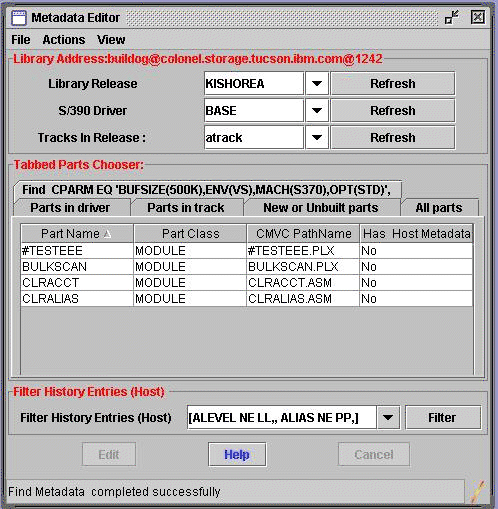 Metadata Editor
File Actions View
Library Address:buildog@colonel.storage.tucson.ibm.com@1242
Library Release KISHOREA Refresh
S/390 Driver BASE Refresh
Tracks In Release : atrack Refresh
Tabbed Parts Chooser:
Find CPARM EQ 'BUFSIZE(500K),ENV(VS),MACH(S370),OPT(STD)',
Parts in driver Parts in track New or Unbuilt parts All parts
Part Name Part Class CMVC PathName Has Host Metadata
#TESTEEE MODULE #TESTEEE.PLX No
BULKSCAN MODULE BULKSCAN.PLX No
CLRACCT MODULE CLRACCT.ASM No
CLRALIAS MODULE CLRALIAS.ASM No
Filter History Entries (Host)
Filter History Entries (Host) [ALEVEL NE LL,, ALIAS NE PP,] Filter
Edit Help Cancel
Find Metadata completed successfully